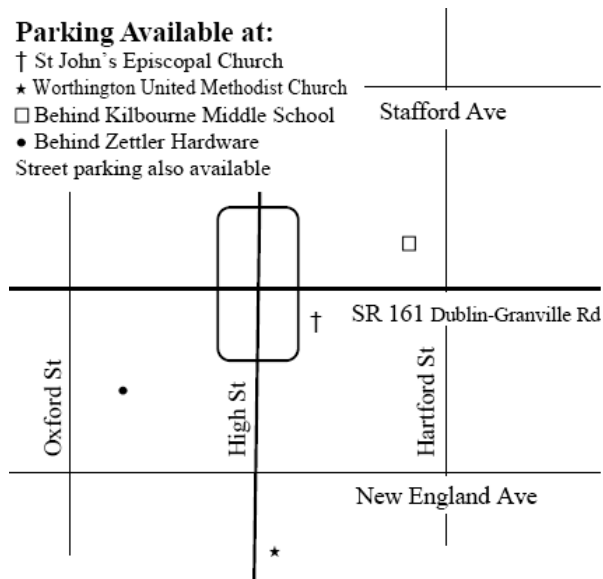 Parking Available at:
† St John's Episcopal Church
★ Worthington United Methodist Church
□ Behind Kilbourne Middle School
● Behind Zettler Hardware
Street parking also available
Stafford Ave
SR 161 Dublin-Granville Rd
Oxford St
High St
Hartford St
New England Ave